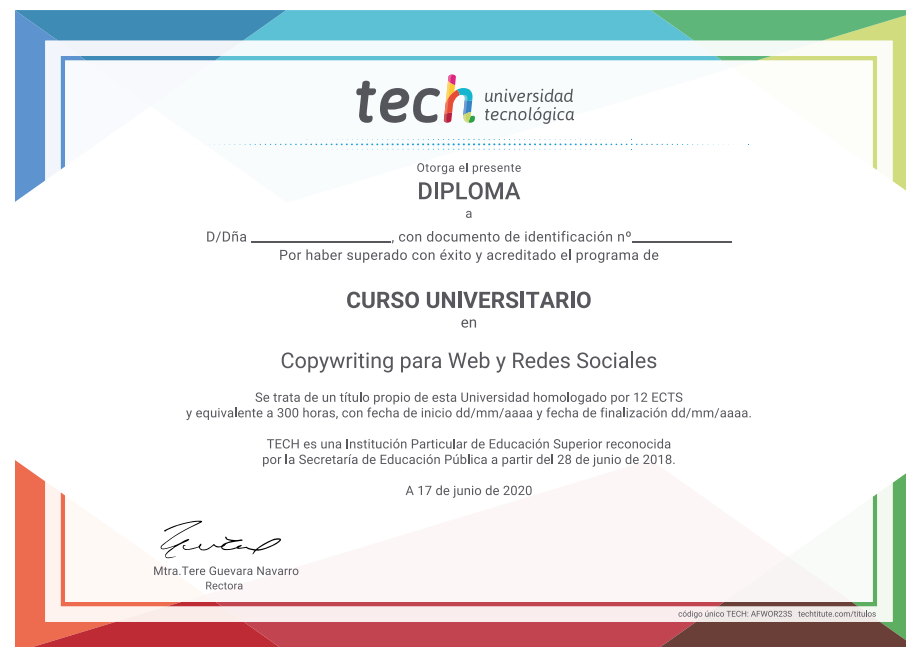 tech universidad
tecnológica
Otorga el presente
DIPLOMA
a
D/Dña ____________________, con documento de identificación nº______________
Por haber superado con éxito y acreditado el programa de
CURSO UNIVERSITARIO
en
Copywriting para Web y Redes Sociales
Se trata de un título propio de esta Universidad homologado por 12 ECTS
y equivalente a 300 horas, con fecha de inicio dd/mm/aaaa y fecha de finalización dd/mm/aaaa.
TECH es una Institución Particular de Educación Superior reconocida
por la Secretaría de Educación Pública a partir del 28 de junio de 2018.
A 17 de junio de 2020
Mtra.Tere Guevara Navarro
Rectora
código único TECH: AFWOR23S techtitute.com/titulos